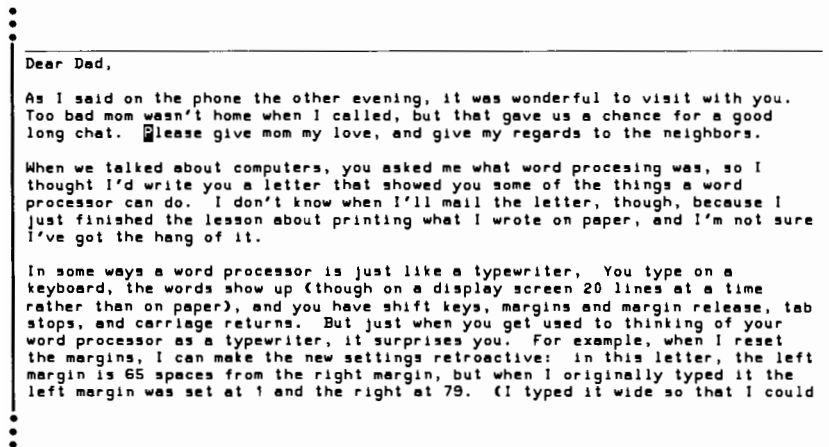 Dear Dad,
As I said on the phone the other evening, it was wonderful to visit with you.
Too bad mom wasn't home when I called, but that gave us a chance for a good
long chat.  Please give mom my love, and give my regards to the neighbors.
When we talked about computers, you asked me what word procesing was, so I
thought I'd write you a letter that showed you some of the things a word
processor can do.  I don't know when I'll mail the letter, though, because I
just finished the lesson about printing what I wrote on paper, and I'm not sure
I've got the hang of it.
In some ways a word processor is just like a typewriter,  You type on a
keyboard, the words show up (though on a display screen 20 lines at a time
rather than on paper), and you have shift keys, margins and margin release, tab
stops, and carriage returns.  But just when you get used to thinking of your
word processor as a typewriter, it surprises you.  For example, when I reset
the margins, I can make the new settings retroactive:  in this letter, the left
margin is 65 spaces from the right margin, but when I originally typed it the
left margin was set at 1 and the right at 79.  (I typed it wide so that I could